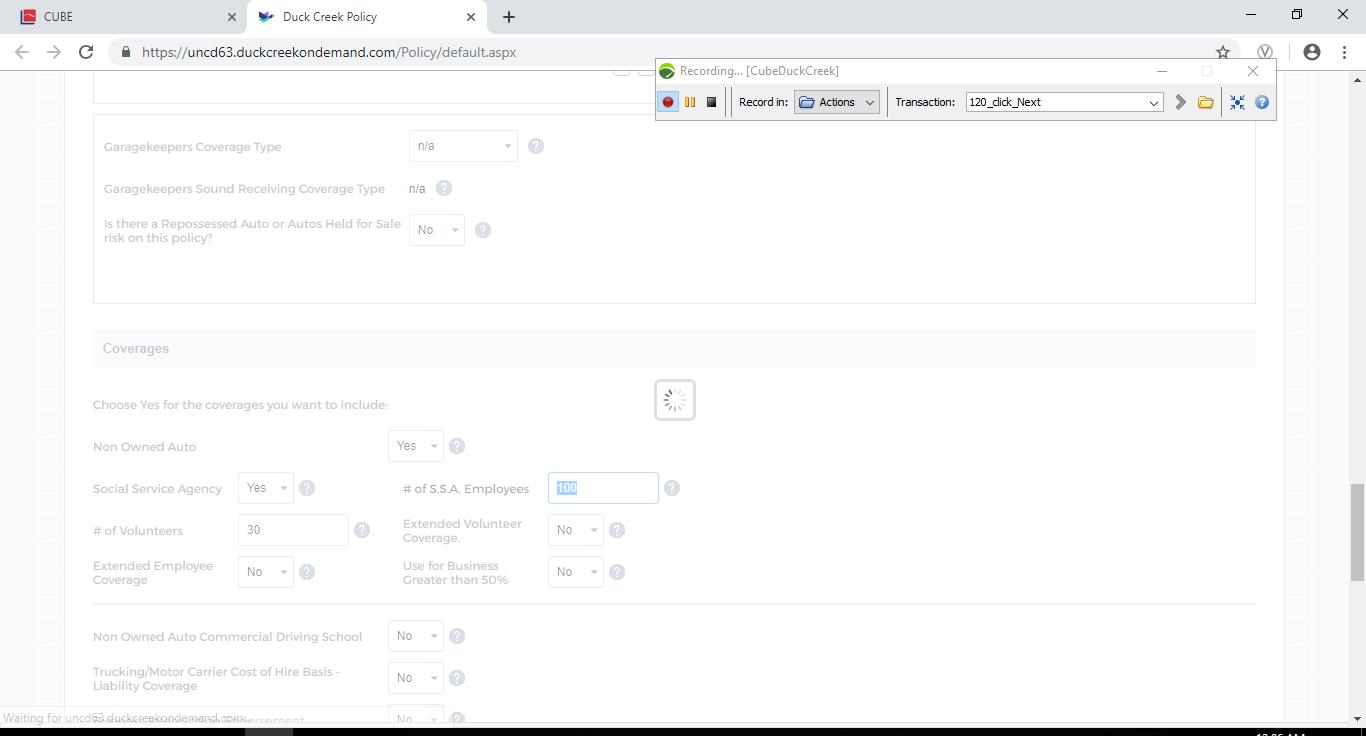 CUBE
Duck Creek Policy
https://uncd63.duckcreekondemand.com/Policy/default.aspx
Recording... [CubeDuckCreek]
Record in: Actions Transaction: 120_click_Next
Garagekeepers Coverage Type n/a
Garagekeepers Sound Receiving Coverage Type n/a
Is there a Repossessed Auto or Autos Held for Sale
risk on this policy? No
Coverages
Choose Yes for the coverages you want to include:
Non Owned Auto Yes
Social Service Agency Yes # of S.S.A. Employees 100
# of Volunteers 30 Extended Volunteer
Coverage. No
Extended Employee
Coverage No Use for Business
Greater than 50% No
Non Owned Auto Commercial Driving School No
Trucking/Motor Carrier Cost of Hire Basis -
Liability Coverage No
No
Waiting for uncd63.duckcreekondemand.com...